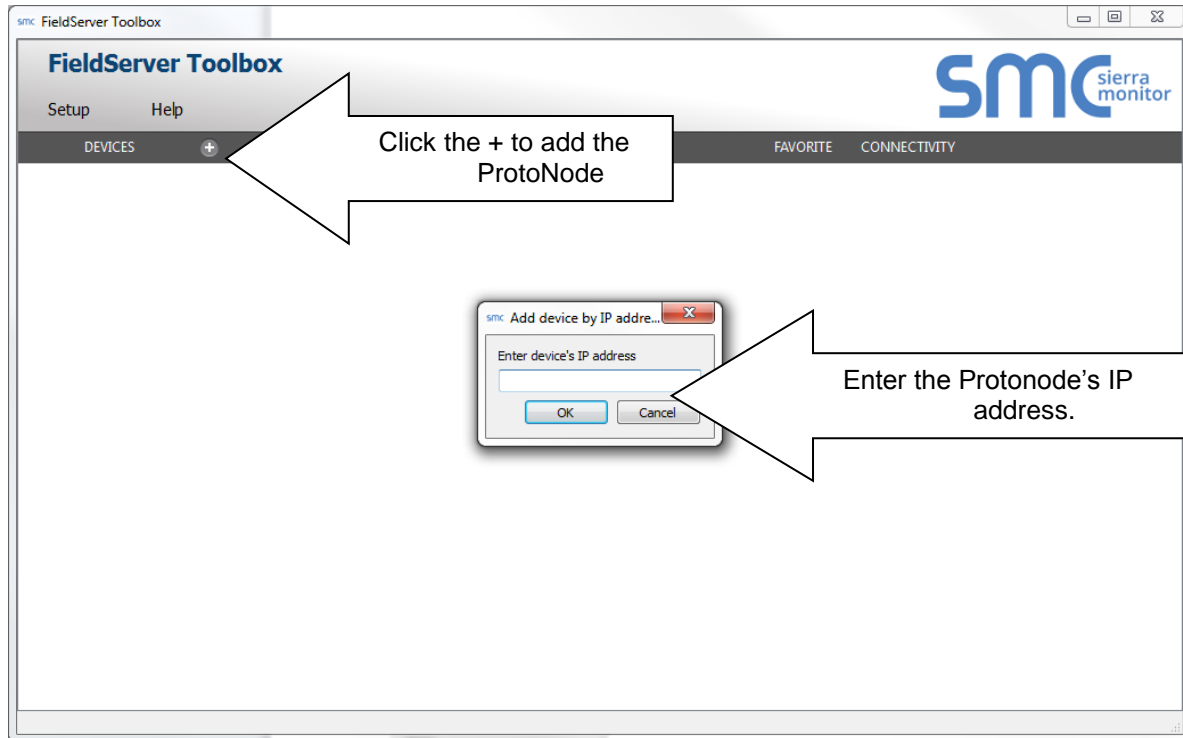 smc FieldServer Toolbox
FieldServer Toolbox
smc sierra monitor
Setup Help
DEVICES + FAVORITE CONNECTIVITY
Click the + to add the
ProtoNode
smc Add device by IP addre...
Enter device's IP address
OK Cancel
Enter the Protonode’s IP
address.